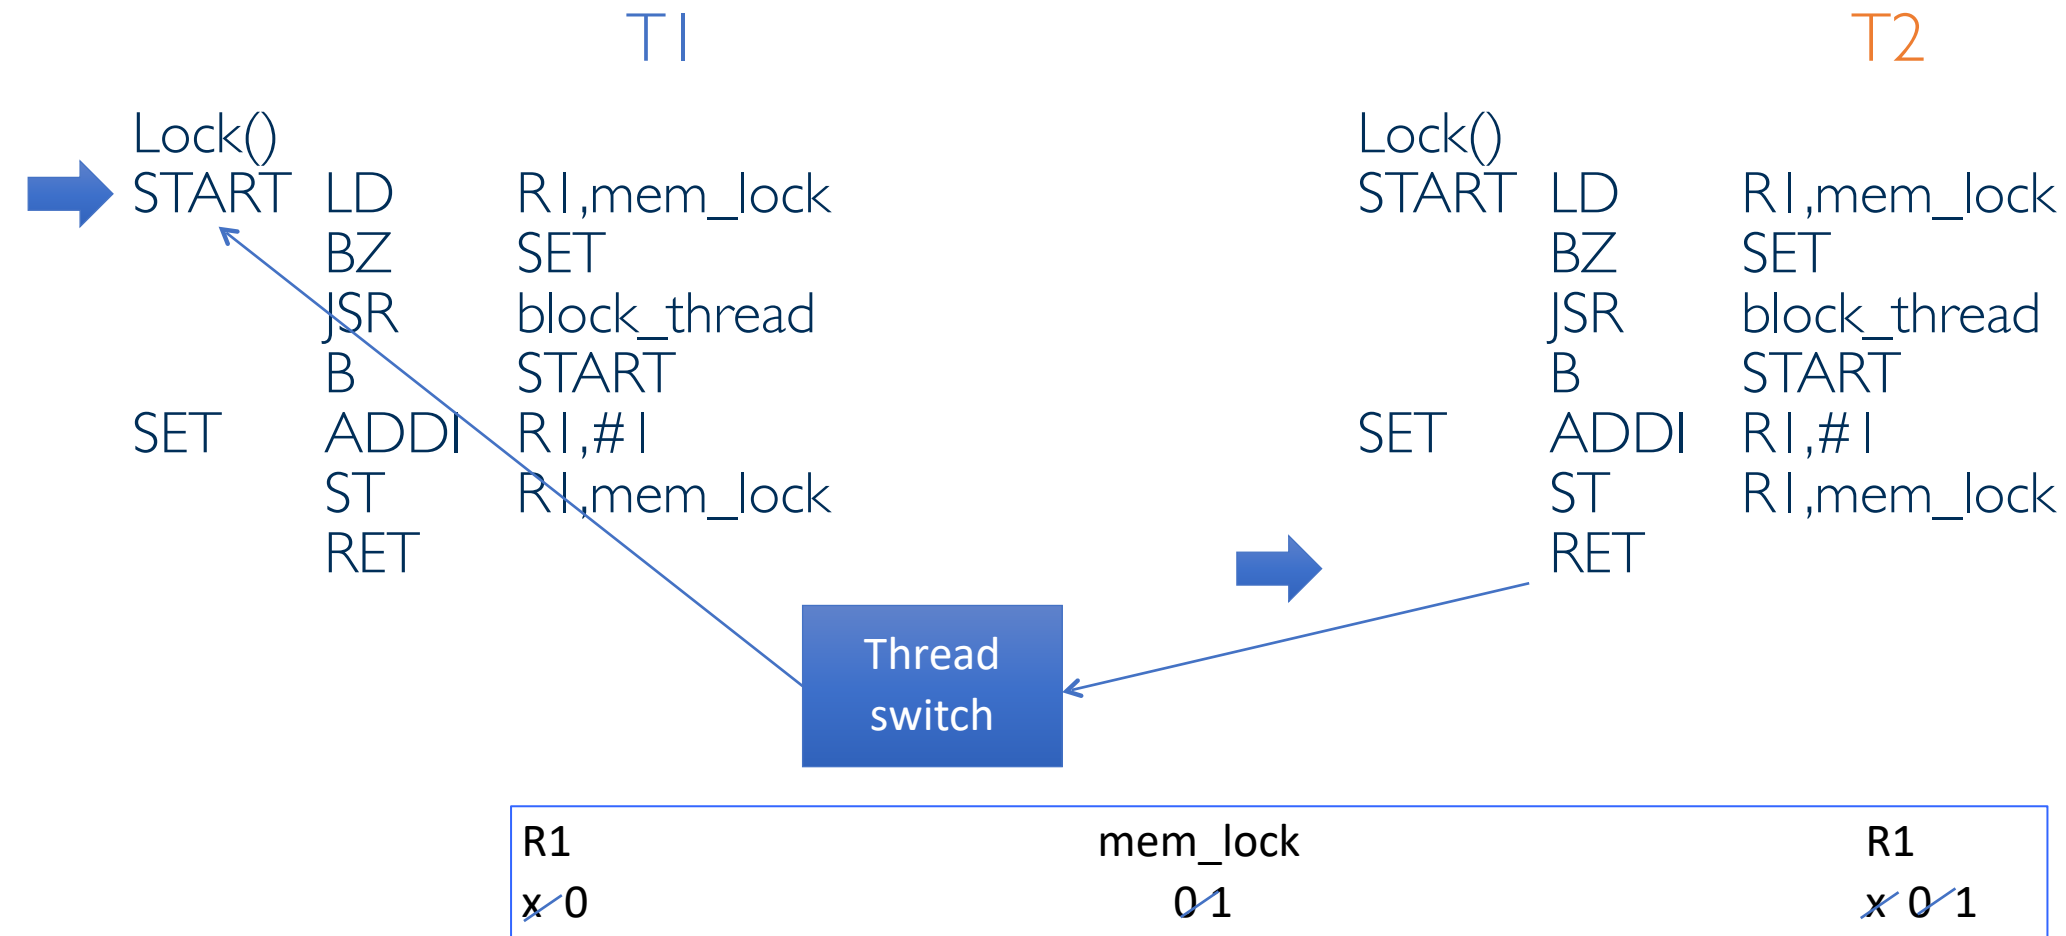 T1 T2
Lock() Lock()
START LD R1,mem_lock START LD R1,mem_lock
BZ SET BZ SET
JSR block_thread JSR block_thread
B START B START
SET ADDI R1,#1 SET ADDI R1,#1
ST R1,mem_lock ST R1,mem_lock
RET RET
Thread
switch
R1 mem_lock R1
x 0 0 1 x 0 1